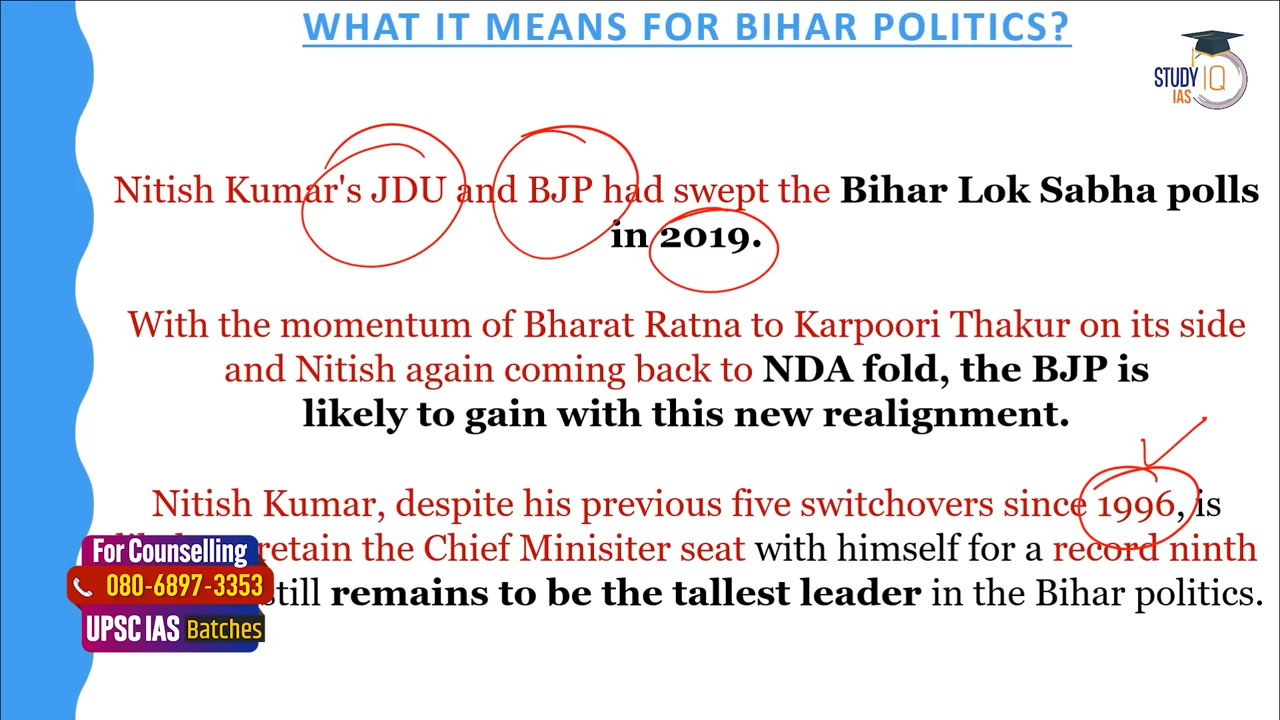 WHAT IT MEANS FOR BIHAR POLITICS?
STUDY IQ
IAS
Nitish Kumar's JDU and BJP had swept the Bihar Lok Sabha polls
in 2019.
With the momentum of Bharat Ratna to Karpoori Thakur on its side
and Nitish again coming back to NDA fold, the BJP is
likely to gain with this new realignment.
Nitish Kumar, despite his previous five switchovers since 1996, is
retain the Chief Minisiter seat with himself for a record ninth
still remains to be the tallest leader in the Bihar politics.
For Counselling
080-6897-3353
UPSC IAS Batches